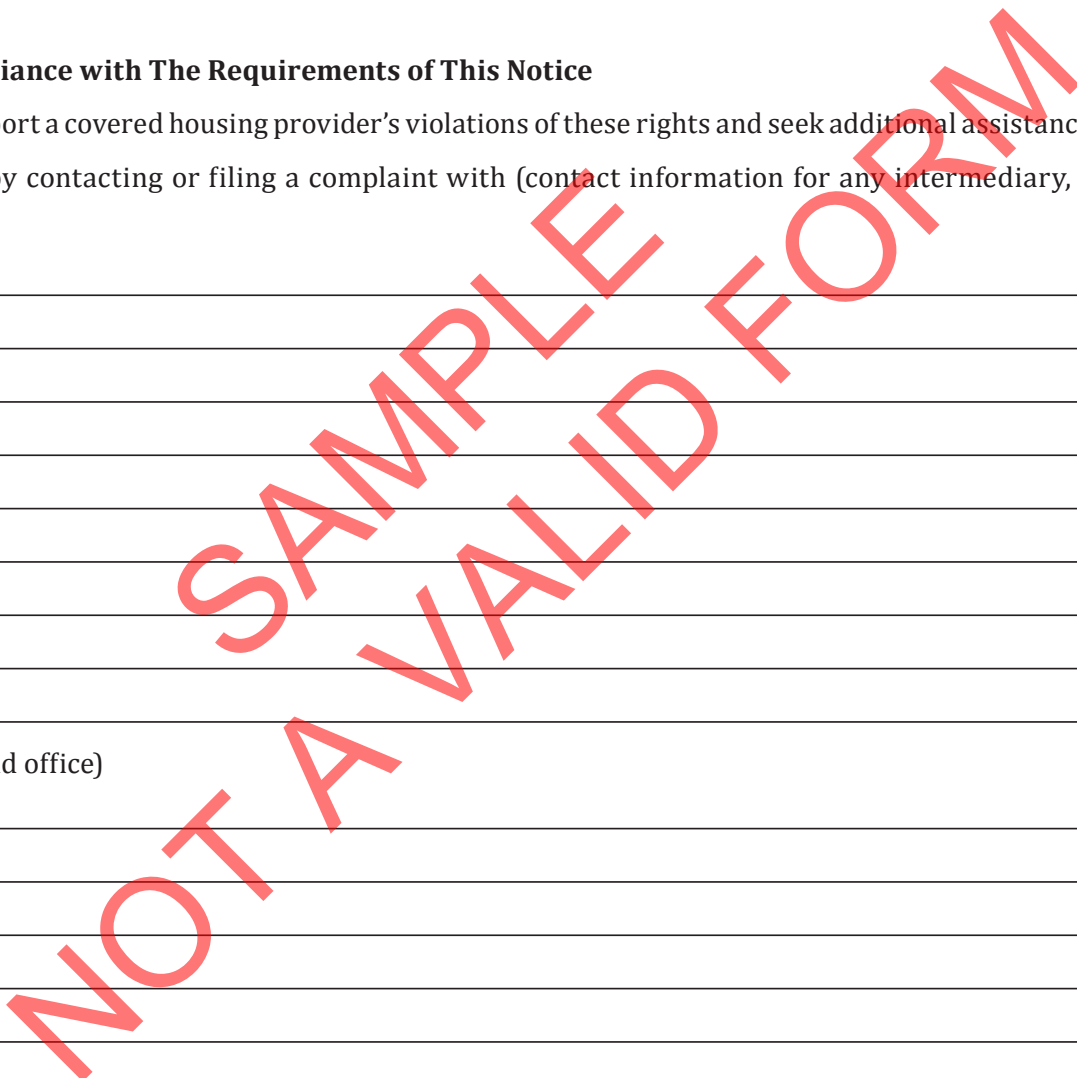 iance with The Requirements of This Notice
ort a covered housing provider’s violations of these rights and seek additional assistanc
y contacting or filing a complaint with (contact information for any intermediary,
d office)
SAMPLE
NOT A VALID FORM